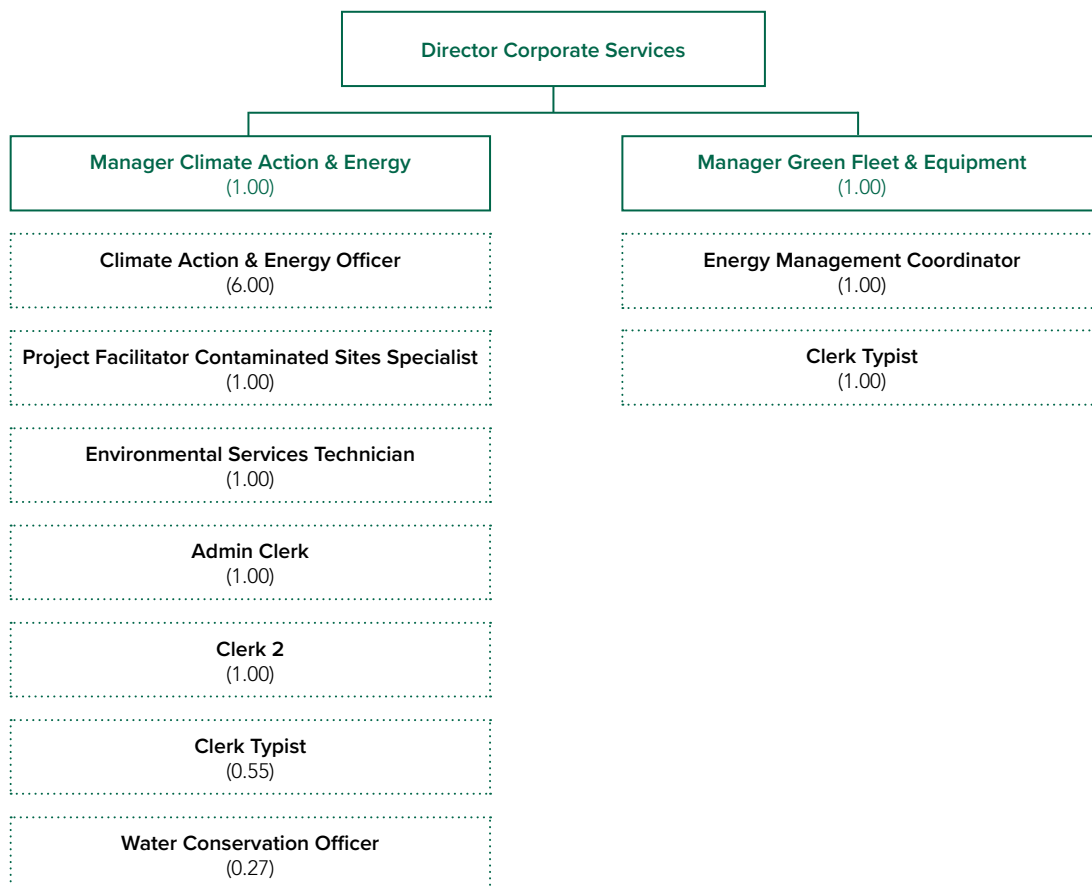 Director Corporate Services
Manager Climate Action & Energy
(1.00)
Climate Action & Energy Officer
(6.00)
Project Facilitator Contaminated Sites Specialist
(1.00)
Environmental Services Technician
(1.00)
Admin Clerk
(1.00)
Clerk 2
(1.00)
Clerk Typist
(0.55)
Water Conservation Officer
(0.27)
Manager Green Fleet & Equipment
(1.00)
Energy Management Coordinator
(1.00)
Clerk Typist
(1.00)